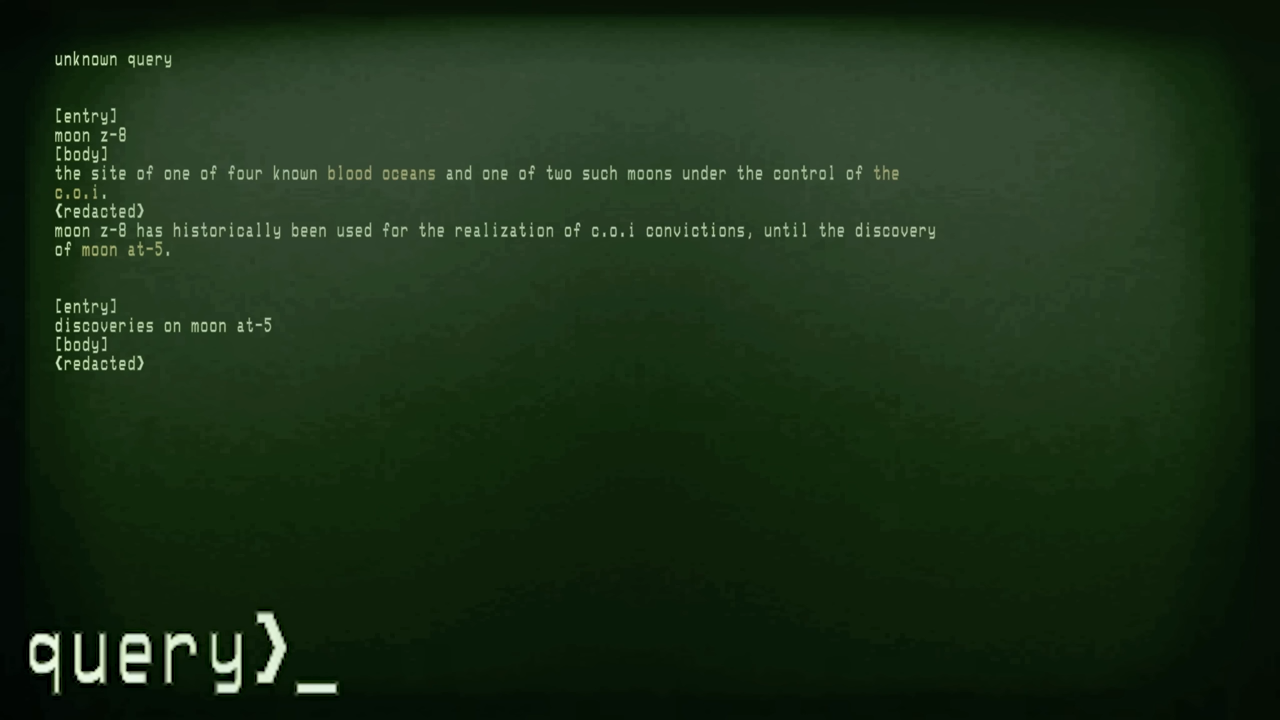 unknown query
[entry]
moon z-8
[body]
the site of one of four known blood oceans and one of two such moons under the control of the
c.o.i.
{redacted}
moon z-8 has historically been used for the realization of c.o.i convictions, until the discovery
of moon at-5.
[entry]
discoveries on moon at-5
[body]
{redacted}
query}_